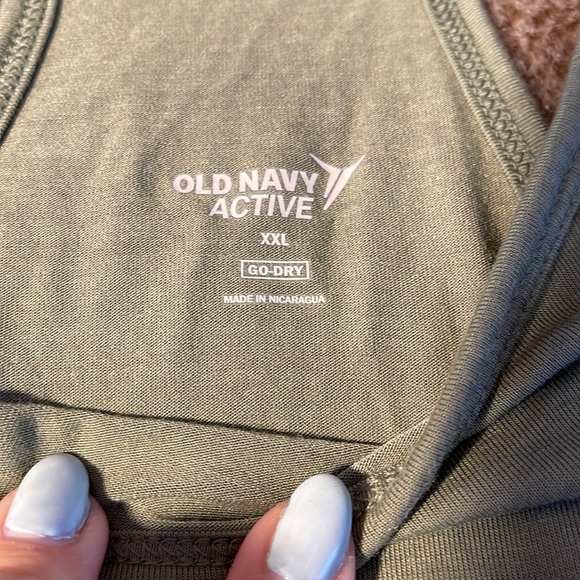 OLD NAVY
ACTIVE
XXL
GO-DRY
MADE IN NICARAGUA